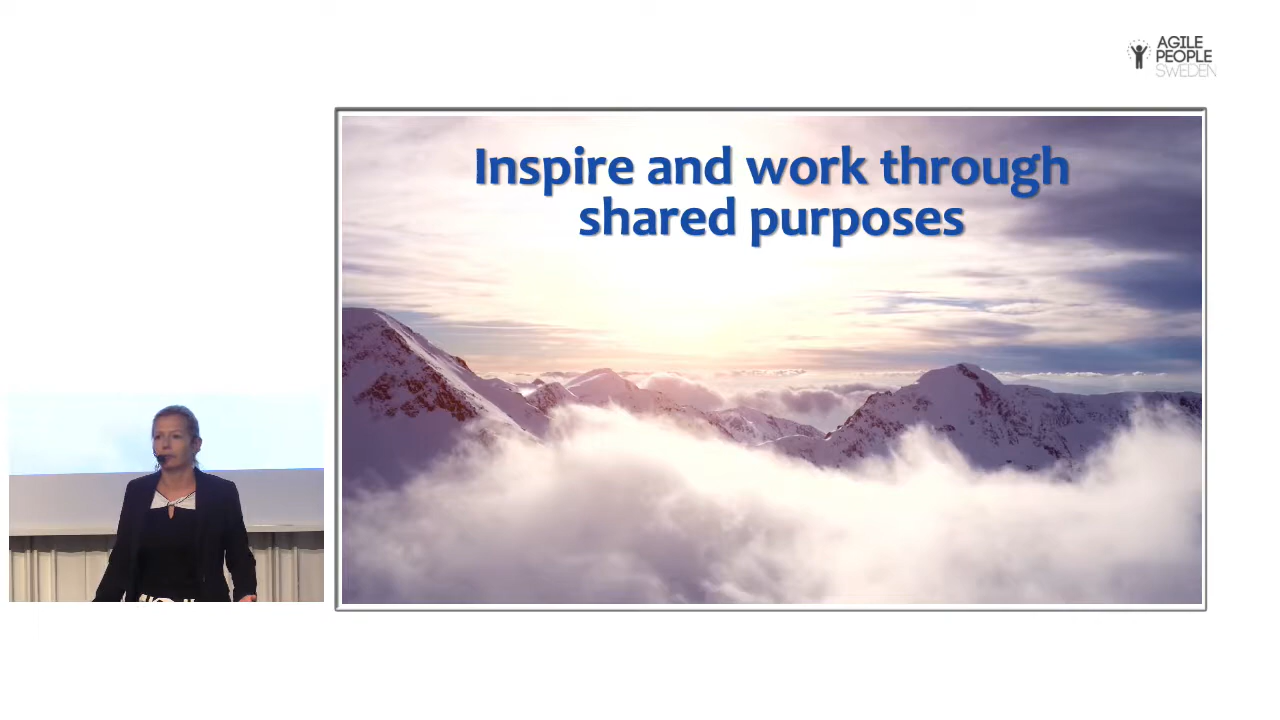 AGILE
PEOPLE
SWEDEN
Inspire and work through
shared purposes